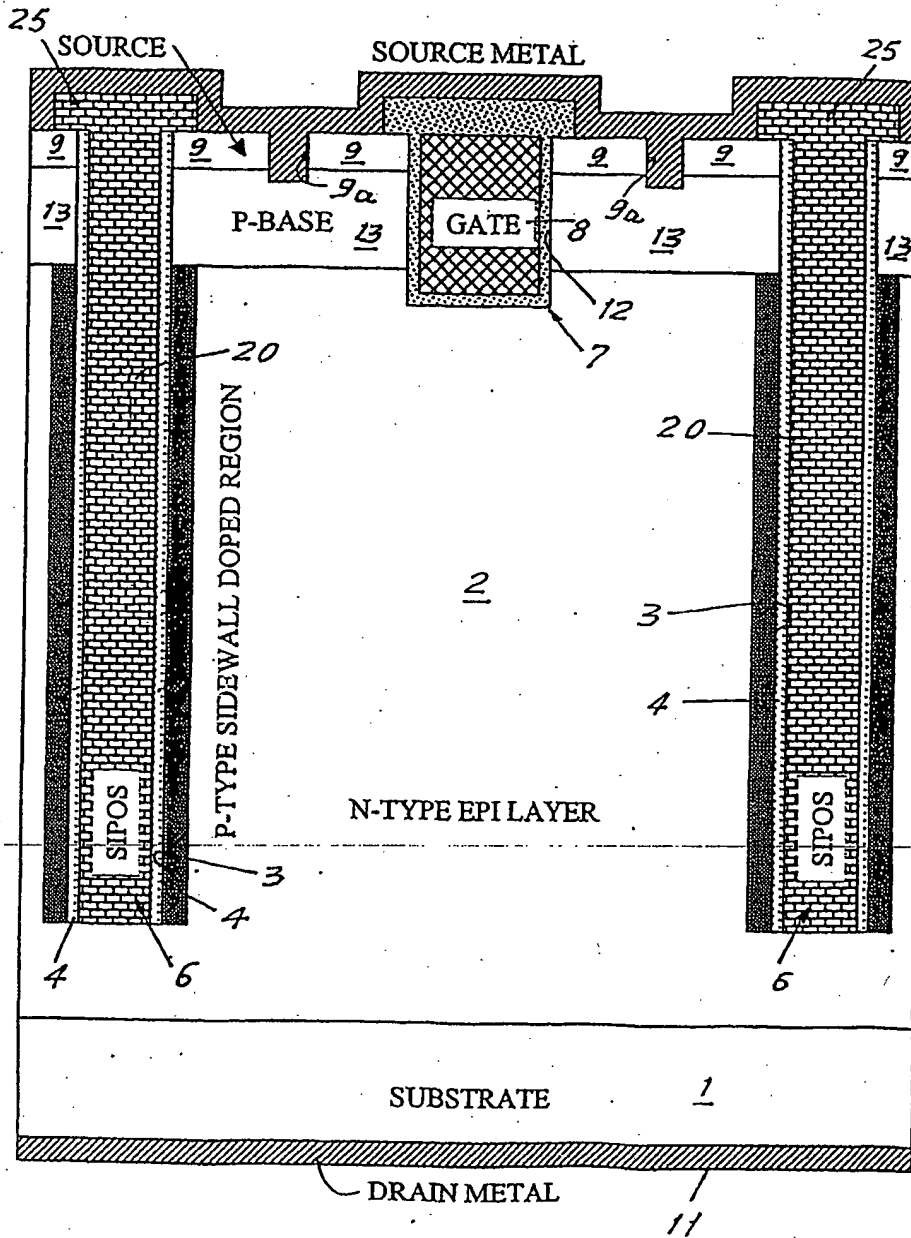 25
SOURCE
SOURCE METAL
25
9
9
9
9
9
9
9a
9a
13
P-BASE
13
GATE
8
13
13
12
7
20
20
P-TYPE SIDEWALL DOPED REGION
2
3
4
N-TYPE EPI LAYER
SIPOS
SIPOS
3
4
4
6
6
SUBSTRATE
1
DRAIN METAL
11